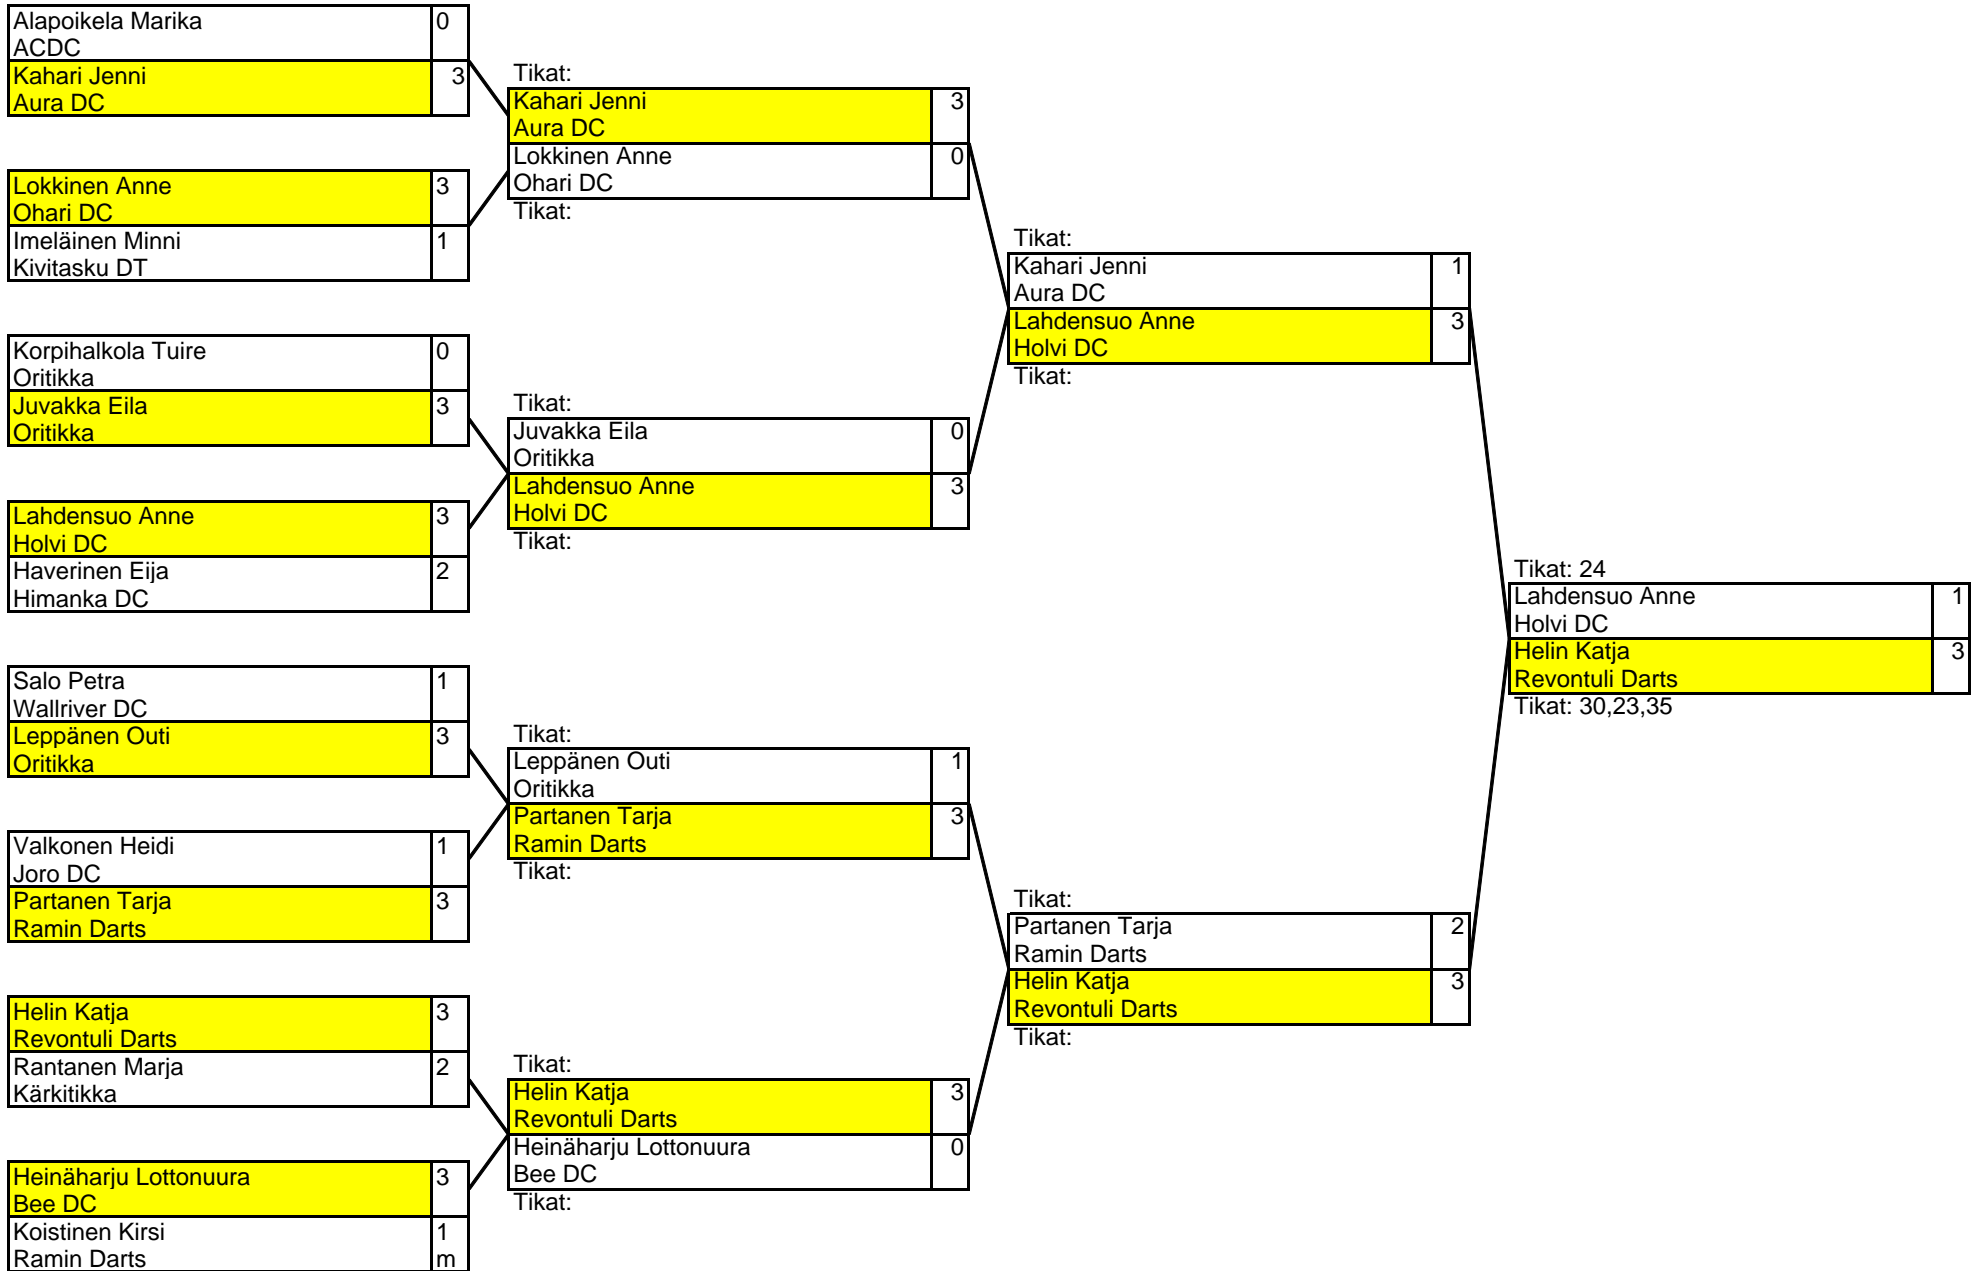 Alapoikela Marika 0
ACDC
Kahari Jenni 3
Aura DC
Lokkinen Anne 3
Ohari DC
Imeläinen Minni 1
Kivitasku DT
Korpihalkola Tuire 0
Oritikka
Juvakka Eila 3
Oritikka
Lahdensuo Anne 3
Holvi DC
Haverinen Eija 2
Himanka DC
Salo Petra 1
Wallriver DC
Leppänen Outi 3
Oritikka
Valkonen Heidi 1
Joro DC
Partanen Tarja 3
Ramin Darts
Helin Katja 3
Revontuli Darts
Rantanen Marja 2
Kärkitikka
Heinäharju Lottonuura 3
Bee DC
Koistinen Kirsi 1
Ramin Darts m
Tikat:
Kahari Jenni 3
Aura DC
Lokkinen Anne 0
Ohari DC
Tikat:
Tikat:
Juvakka Eila 0
Oritikka
Lahdensuo Anne 3
Holvi DC
Tikat:
Tikat:
Leppänen Outi 1
Oritikka
Partanen Tarja 3
Ramin Darts
Tikat:
Tikat:
Helin Katja 3
Revontuli Darts
Heinäharju Lottonuura 0
Bee DC
Tikat:
Tikat:
Kahari Jenni 1
Aura DC
Lahdensuo Anne 3
Holvi DC
Tikat:
Tikat:
Partanen Tarja 2
Ramin Darts
Helin Katja 3
Revontuli Darts
Tikat:
Tikat: 24
Lahdensuo Anne 1
Holvi DC
Helin Katja 3
Revontuli Darts
Tikat: 30,23,35